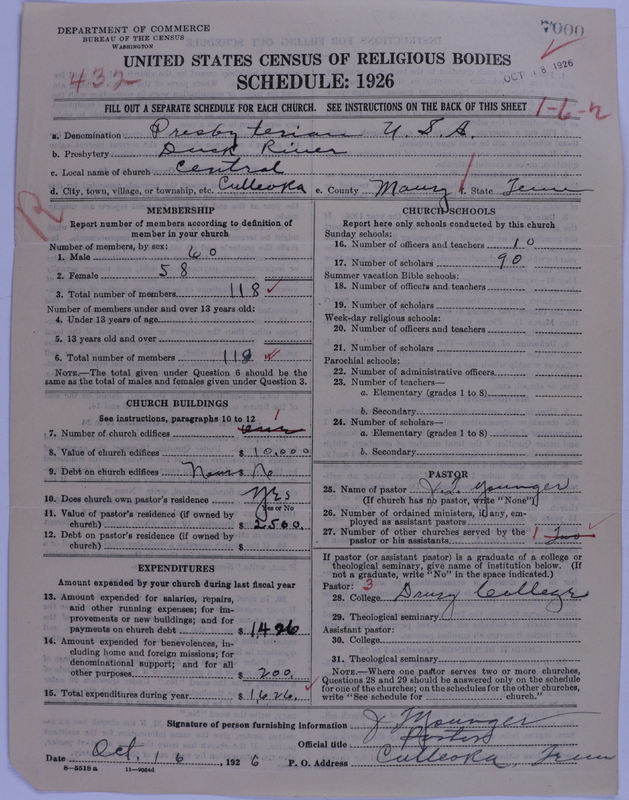 DEPARTMENT OF COMMERCE
BUREAU OF THE CENSUS
WASHINGTON
7000
432
UNITED STATES CENSUS OF RELIGIOUS BODIES
SCHEDULE: 1926
OCT 18 1926
FILL OUT A SEPARATE SCHEDULE FOR EACH CHURCH. SEE INSTRUCTIONS ON THE BACK OF THIS SHEET
1-6-2
a. Denomination Presbyterian U.S.A.
b. Presbytery Duck River
c. Local name of church Central
d. City, town, village, or township, etc. Culleoka e. County Maury f. State Tenn
R
MEMBERSHIP
Report number of members according to definition of
member in your church
Number of members, by sex:
1. Male 60
2. Female 58
3. Total number of members 118
Number of members under and over 13 years old:
4. Under 13 years of age
5. 13 years old and over
6. Total number of members 118
NOTE.—The total given under Question 6 should be the
same as the total of males and females given under Question 3.
CHURCH BUILDINGS
See instructions, paragraphs 10 to 12
7. Number of church edifices 1
8. Value of church edifices $ 10,000
9. Debt on church edifices $ No
10. Does church own pastor's residence Yes
Yes or No
11. Value of pastor's residence (if owned by
church) $ 2500.
12. Debt on pastor's residence (if owned by
church) $
EXPENDITURES
Amount expended by your church during last fiscal year
13. Amount expended for salaries, repairs,
and other running expenses; for im-
provements or new buildings; and for
payments on church debt $ 1426
14. Amount expended for benevolences, in-
cluding home and foreign missions; for
denominational support; and for all
other purposes $ 200.
15. Total expenditures during year $ 1,626.
CHURCH SCHOOLS
Report here only schools conducted by this church
Sunday schools:
16. Number of officers and teachers 10
17. Number of scholars 90
Summer vacation Bible schools:
18. Number of officers and teachers
19. Number of scholars
Week-day religious schools:
20. Number of officers and teachers
21. Number of scholars
Parochial schools:
22. Number of administrative officers
23. Number of teachers—
a. Elementary (grades 1 to 8)
b. Secondary
24. Number of scholars—
a. Elementary (grades 1 to 8)
b. Secondary
PASTOR
25. Name of pastor J. T. Younger
(If church has no pastor, write "None")
26. Number of ordained ministers, if any, em-
ployed as assistant pastors
27. Number of other churches served by the
pastor or his assistants 1 Two
If pastor (or assistant pastor) is a graduate of a college or
theological seminary, give name of institution below. (If
not a graduate, write "No" in the space indicated.)
Pastor: 3
28. College Drury College
29. Theological seminary
Assistant pastor:
30. College
31. Theological seminary
NOTE.—Where one pastor serves two or more churches,
Questions 28 and 29 should be answered only on the schedule
for one of the churches; on the schedules for the other churches,
write "See schedule for church."
Signature of person furnishing information J T Younger
Official title Pastor
Date Oct. 16, 1926 P. O. Address Culleoka, Tenn
8—5518 a 11—90846